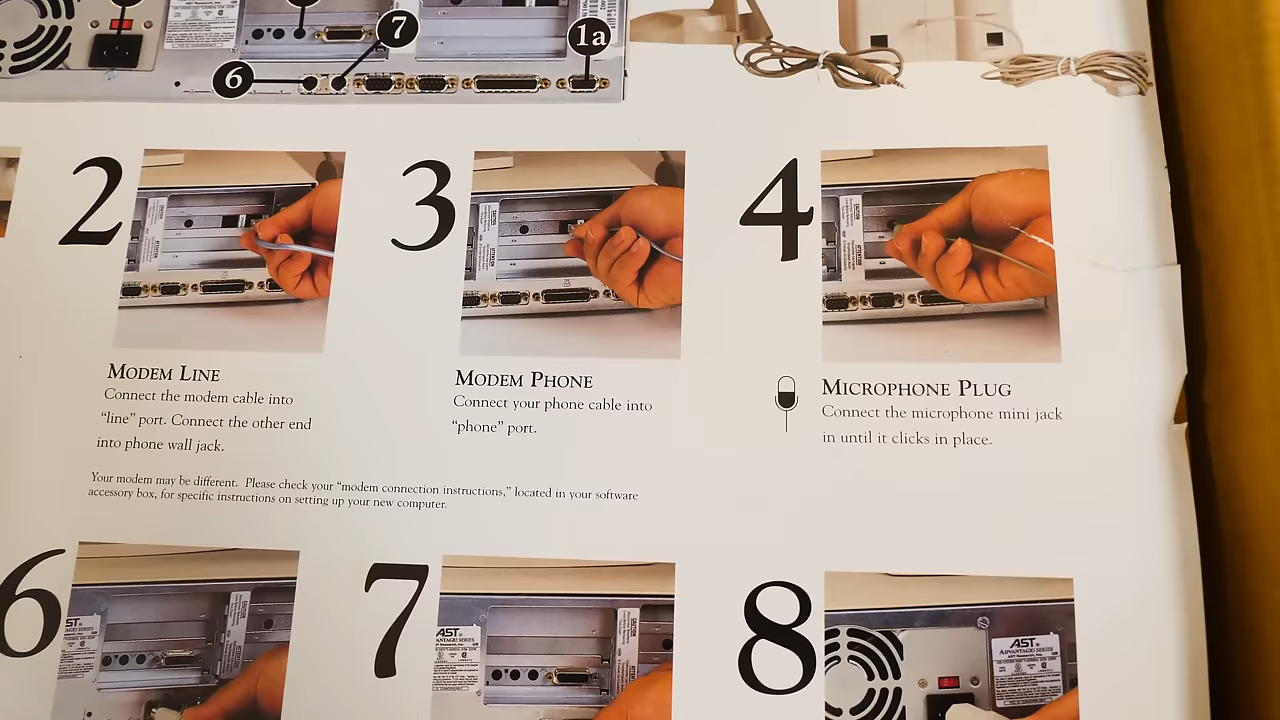 7
6
1a
2
3
4
MODEM LINE
Connect the modem cable into
“line” port. Connect the other end
into phone wall jack.
MODEM PHONE
Connect your phone cable into
“phone” port.
MICROPHONE PLUG
Connect the microphone mini jack
in until it clicks in place.
Your modem may be different. Please check your “modem connection instructions,” located in your software
accessory box, for specific instructions on setting up your new computer.
6
7
8
AST
ADVANTAGE! SERIES
AST Research, Inc.